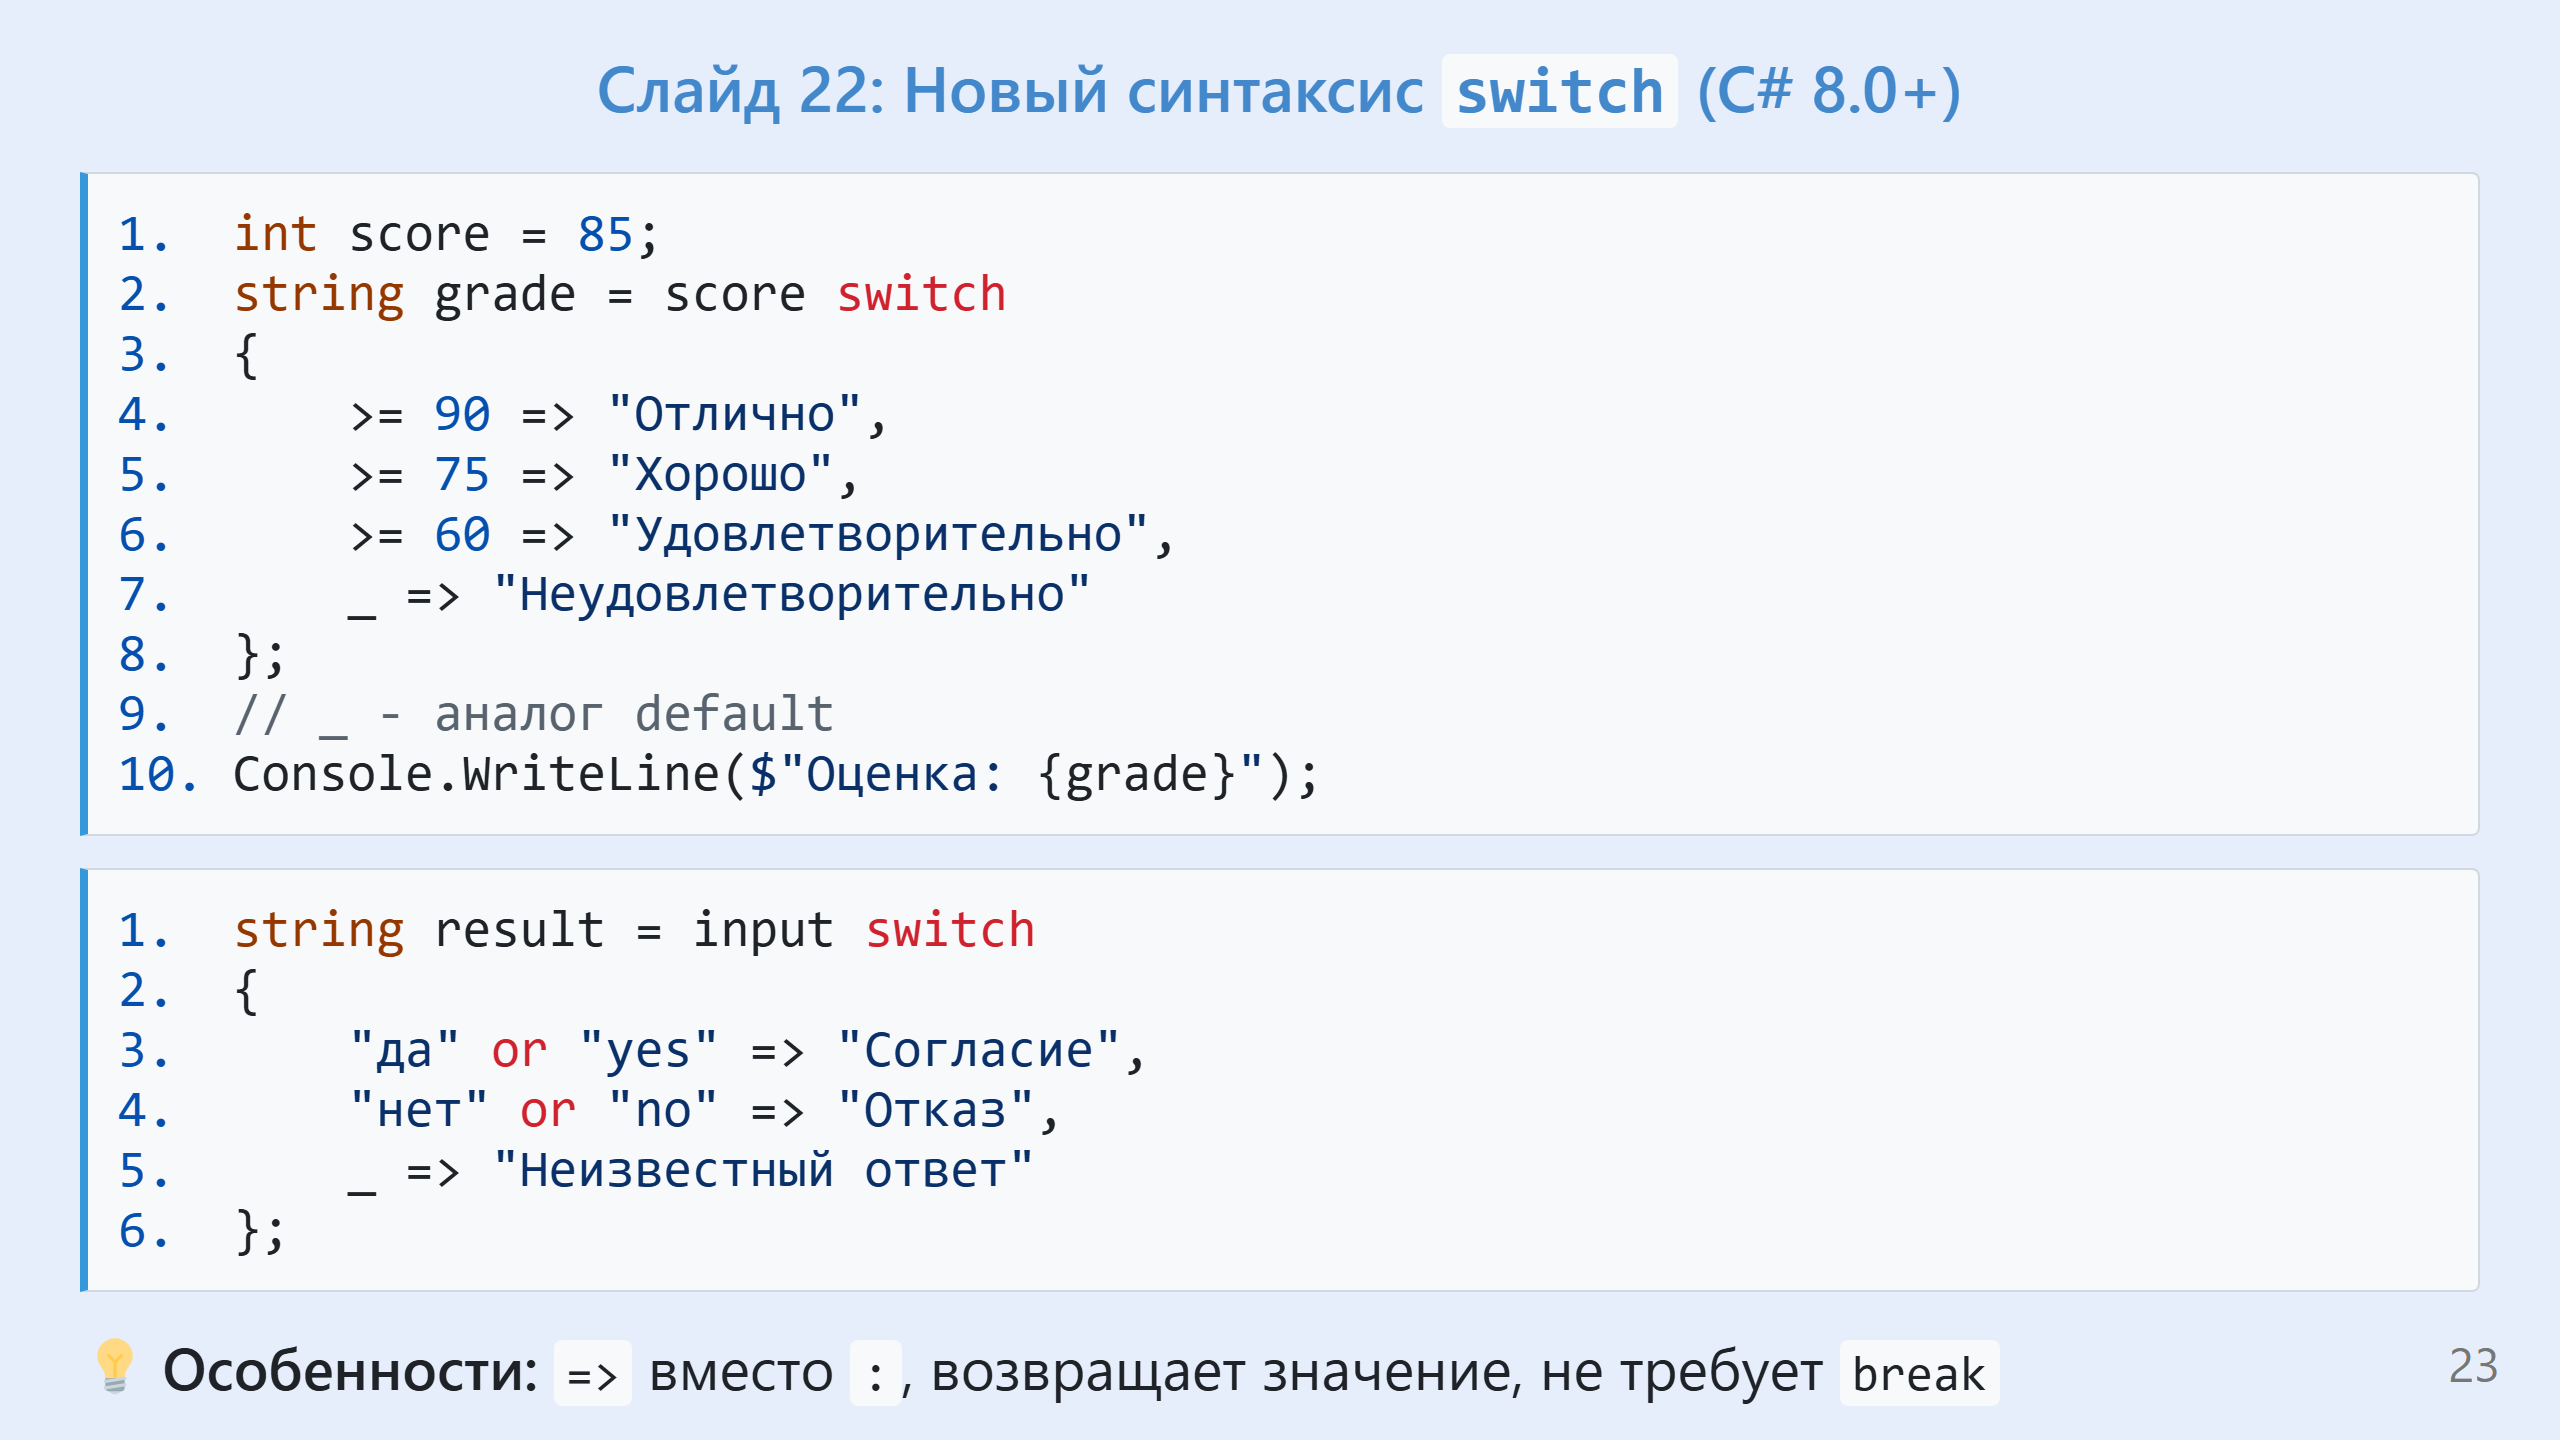 Слайд 22: Новый синтаксис switch (C# 8.0+)
1. int score = 85;
2. string grade = score switch
3. {
4.     >= 90 => "Отлично",
5.     >= 75 => "Хорошо",
6.     >= 60 => "Удовлетворительно",
7.     _ => "Неудовлетворительно"
8. };
9. // _ - аналог default
10. Console.WriteLine($"Оценка: {grade}");
1. string result = input switch
2. {
3.     "да" or "yes" => "Согласие",
4.     "нет" or "no" => "Отказ",
5.     _ => "Неизвестный ответ"
6. };
💡 Особенности: => вместо :, возвращает значение, не требует break
23